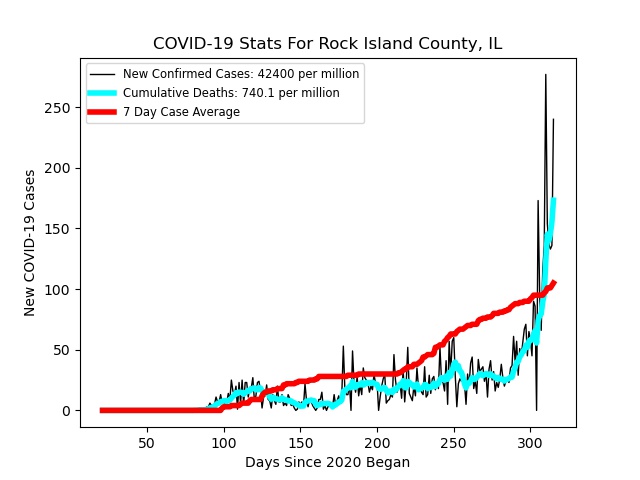 COVID-19 Stats For Rock Island County, IL
New Confirmed Cases: 42400 per million
Cumulative Deaths: 740.1 per million
7 Day Case Average
New COVID-19 Cases
250
200
150
100
50
0
50 100 150 200 250 300
Days Since 2020 Began